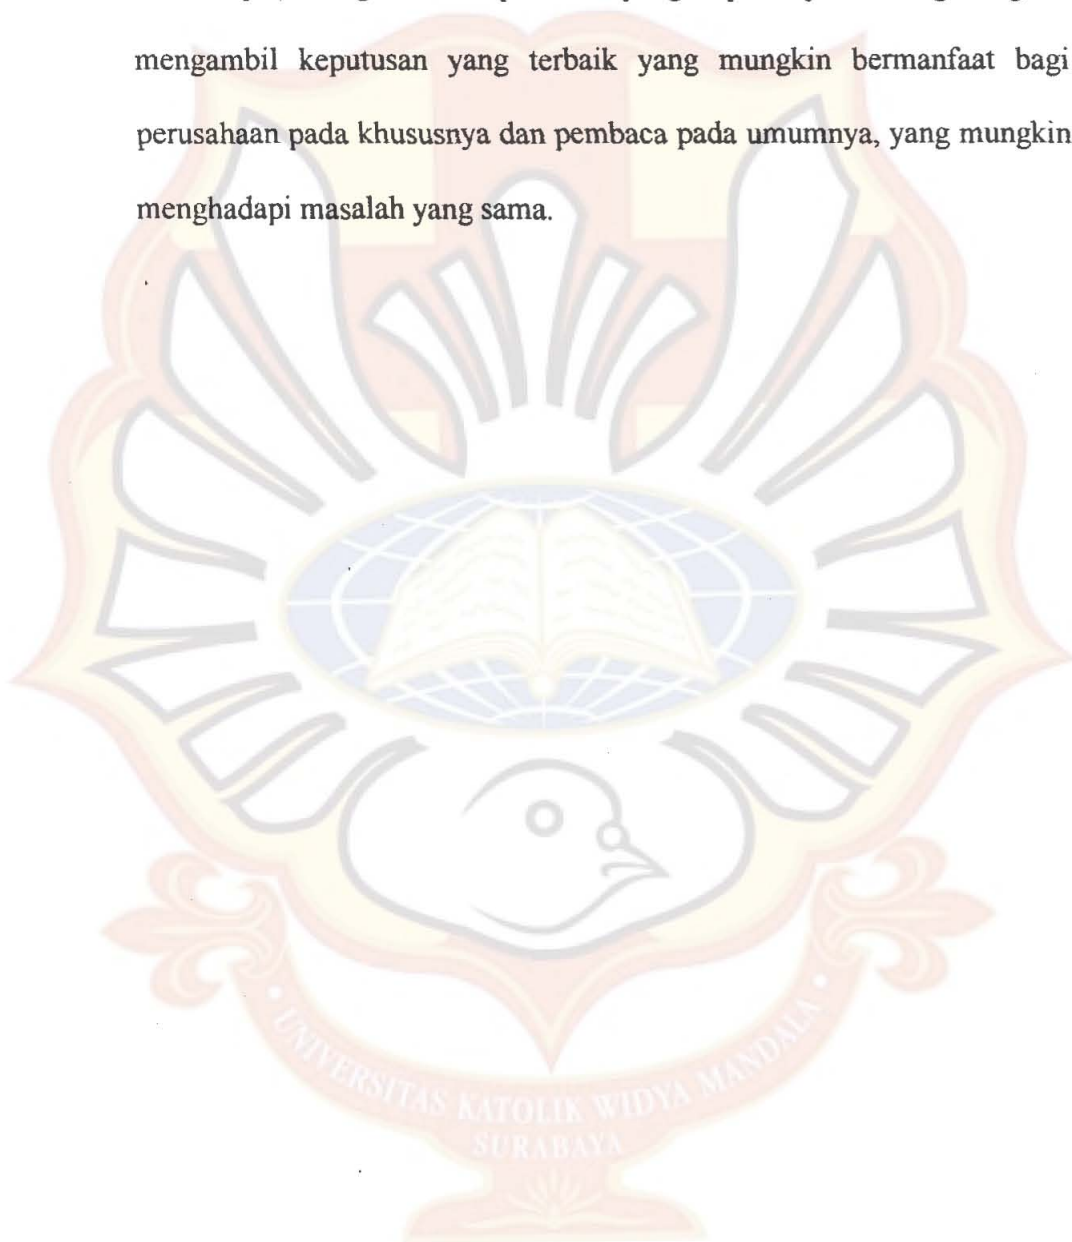 mengambil keputusan yang terbaik yang mungkin bermanfaat bagi
perusahaan pada khususnya dan pembaca pada umumnya, yang mungkin
menghadapi masalah yang sama.
• UNIVERSITAS KATOLIK WIDYA MANDALA •
SURABAYA